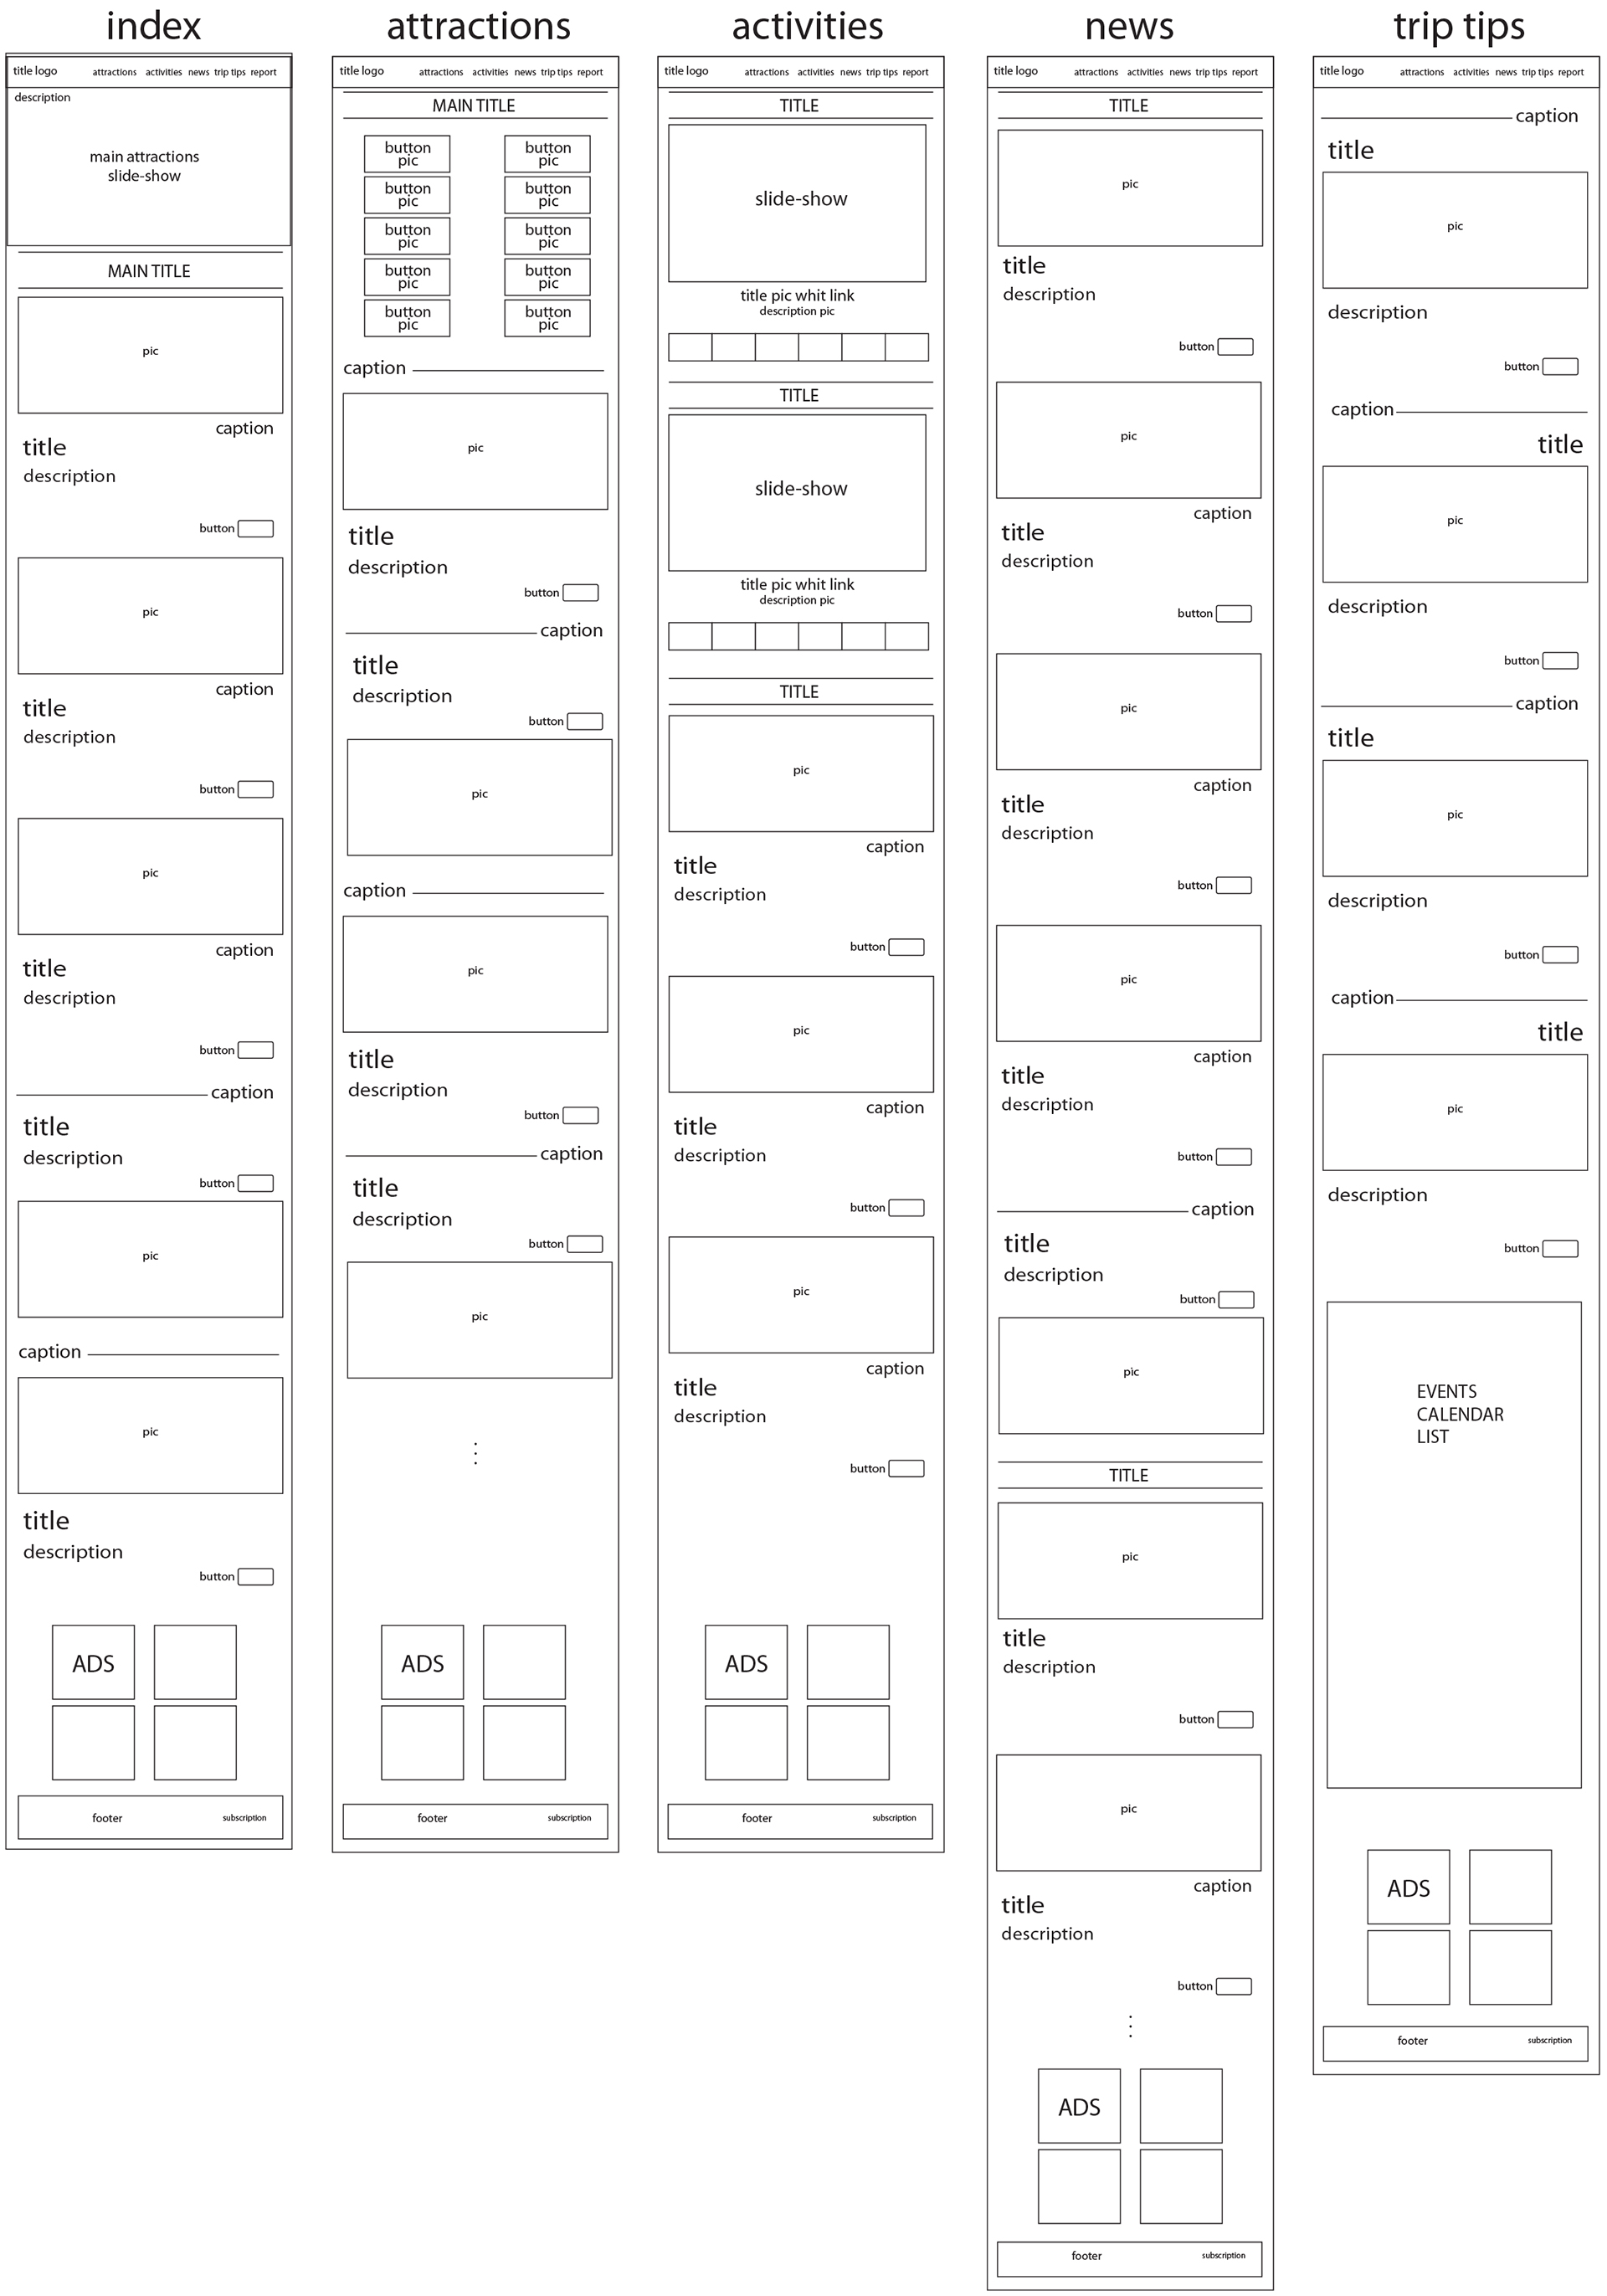 index
title logo attractions activities news trip tips report
description
main attractions
slide-show
MAIN TITLE
pic
caption
title
description
button
pic
caption
title
description
button
pic
caption
title
description
button
caption
title
description
button
pic
caption
pic
title
description
button
ADS
footer subscription
attractions
title logo attractions activities news trip tips report
MAIN TITLE
button button
pic pic
button button
pic pic
button button
pic pic
button button
pic pic
button button
pic pic
caption
pic
title
description
button
caption
title
description
button
pic
caption
pic
title
description
button
caption
title
description
button
pic
ADS
footer subscription
activities
title logo attractions activities news trip tips report
TITLE
slide-show
title pic whit link
description pic
TITLE
slide-show
title pic whit link
description pic
TITLE
pic
caption
title
description
button
pic
caption
title
description
button
pic
caption
title
description
button
ADS
footer subscription
news
title logo attractions activities news trip tips report
TITLE
pic
title
description
button
pic
caption
title
description
button
pic
caption
title
description
button
pic
caption
title
description
button
caption
title
description
button
pic
TITLE
pic
title
description
button
pic
caption
title
description
button
ADS
footer subscription
trip tips
title logo attractions activities news trip tips report
caption
title
pic
description
button
caption
title
pic
description
button
caption
title
pic
description
button
caption
title
pic
description
button
EVENTS
CALENDAR
LIST
ADS
footer subscription